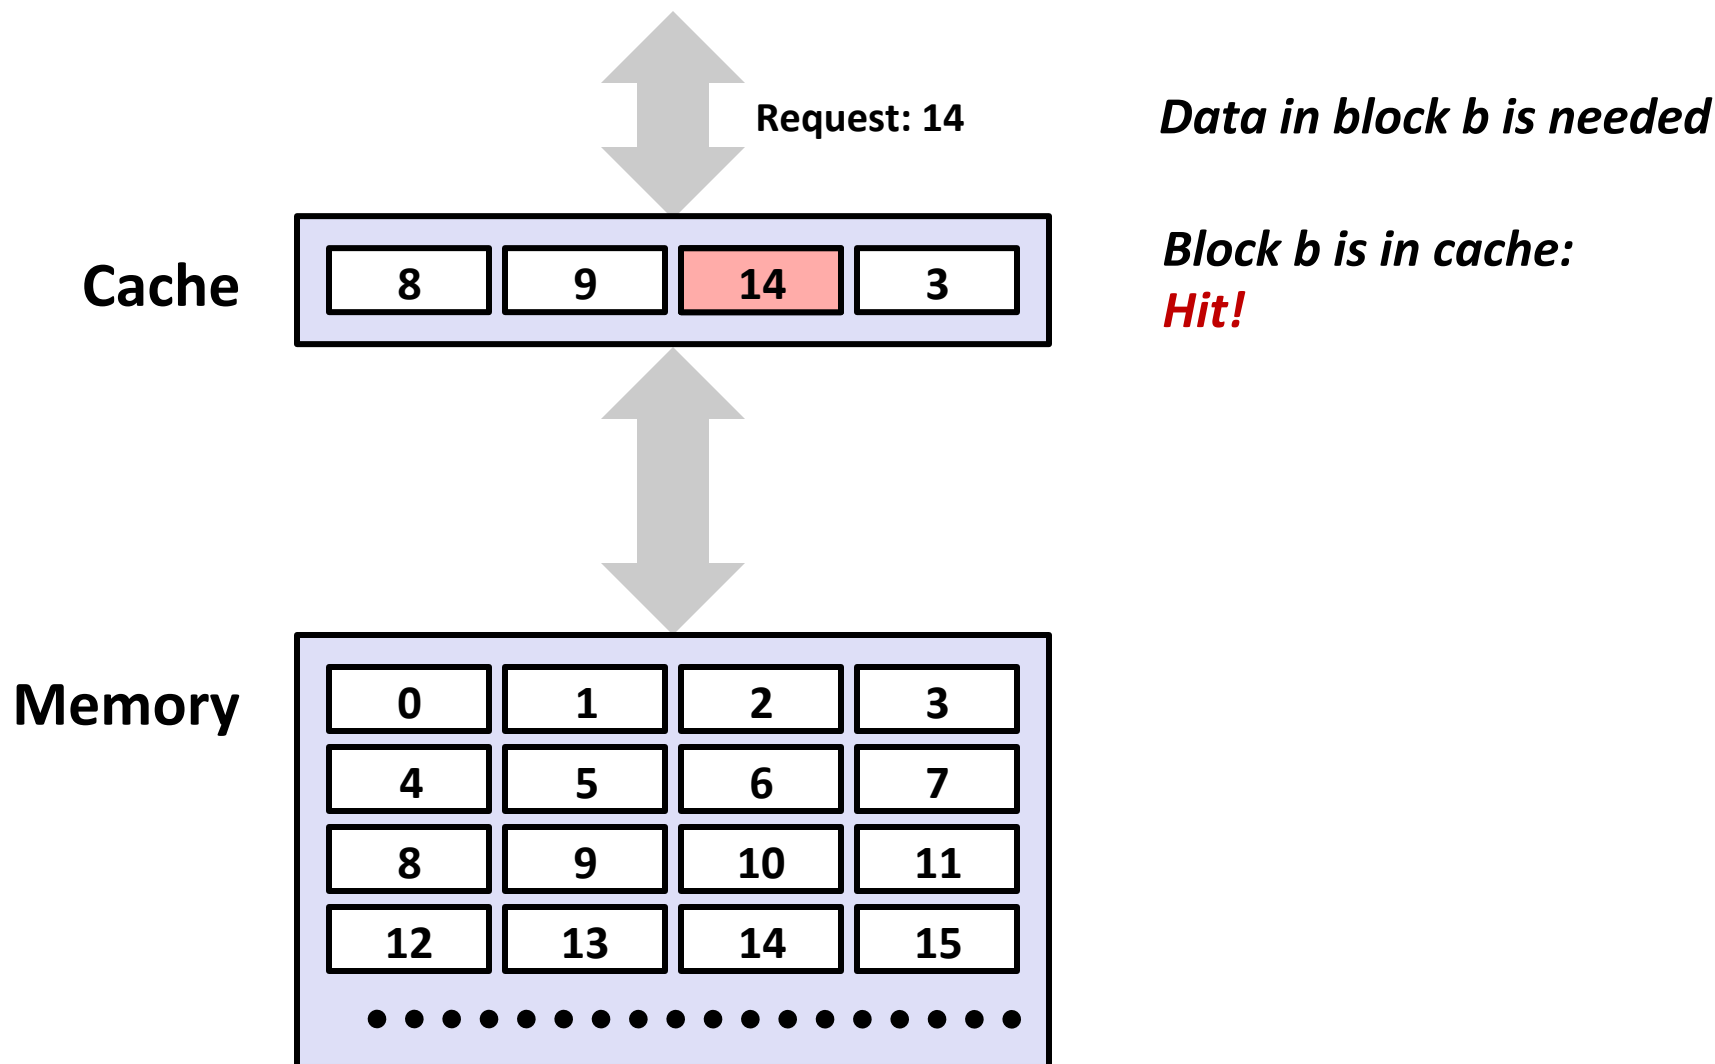 Request: 14
Data in block b is needed
Cache
8 9 14 3
Block b is in cache:
Hit!
Memory
0 1 2 3
4 5 6 7
8 9 10 11
12 13 14 15